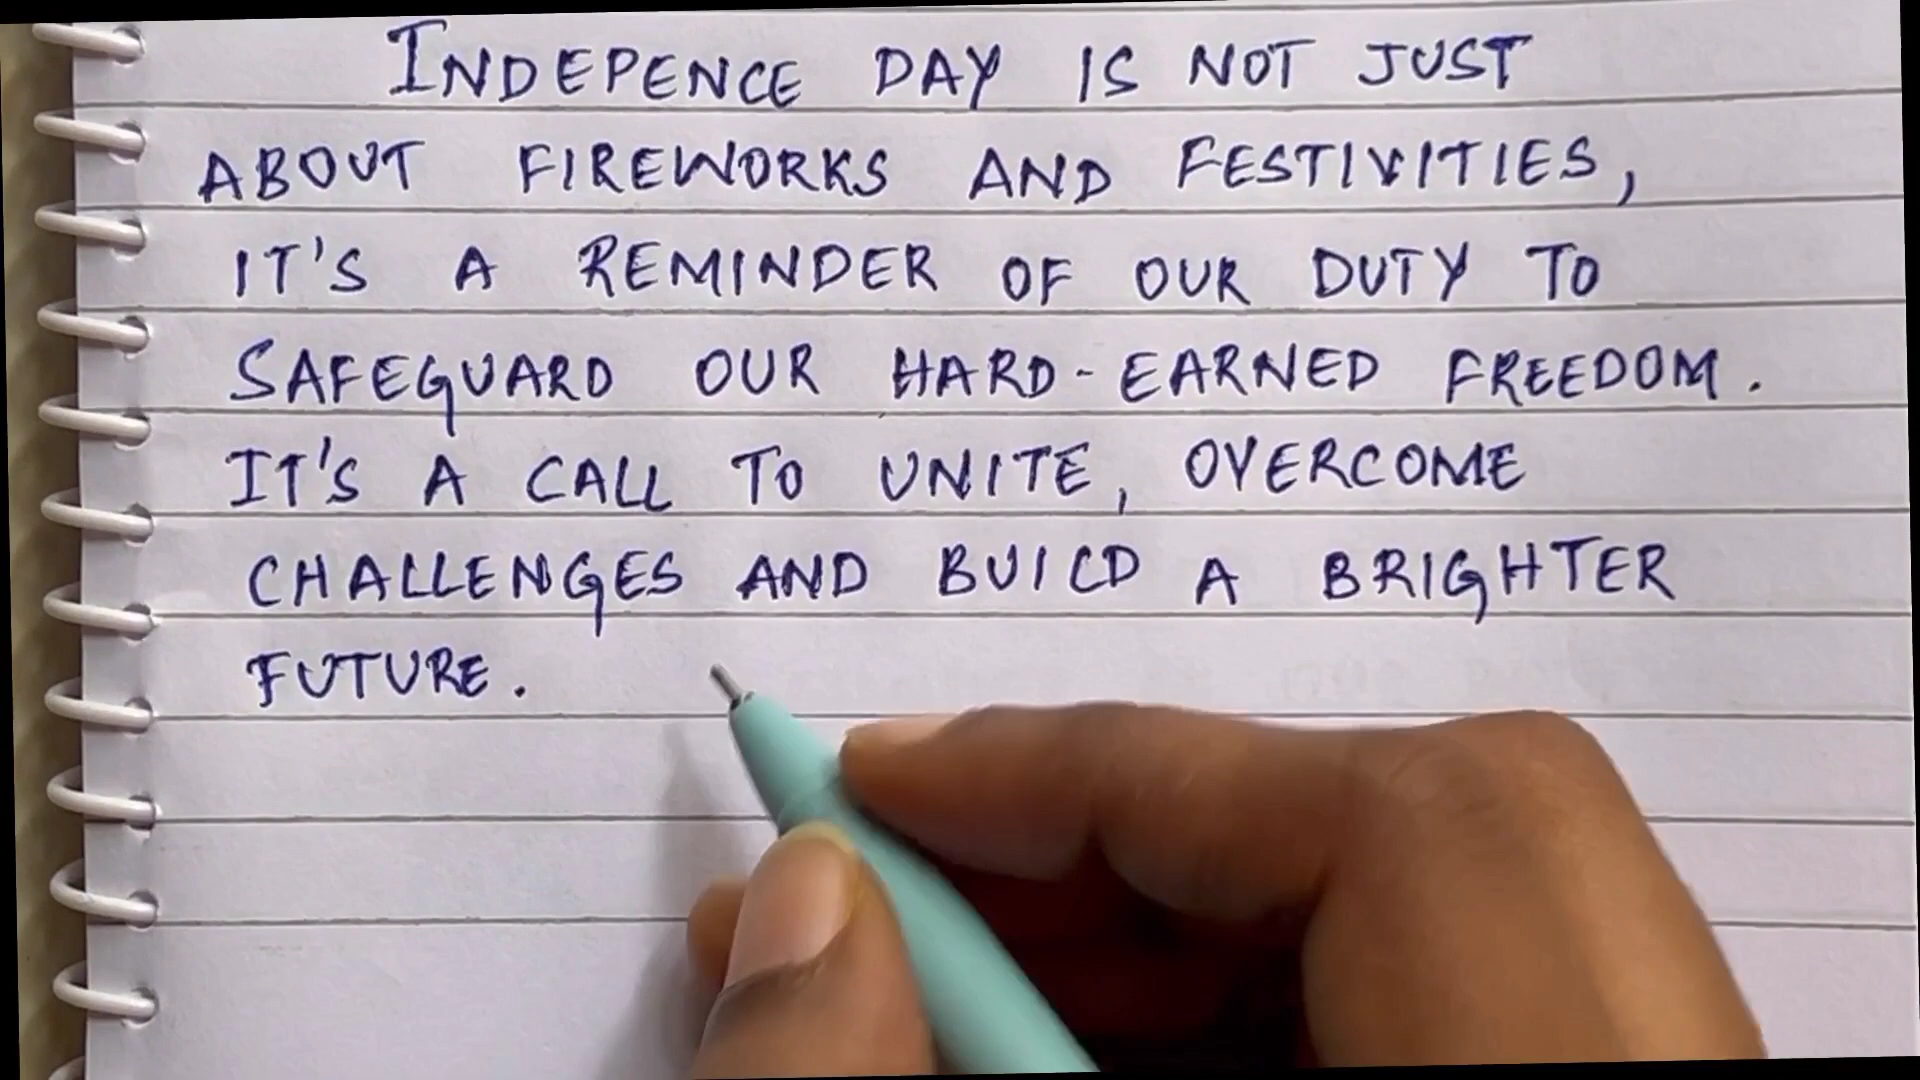 INDEPENCE DAY IS NOT JUST
ABOUT FIREWORKS AND FESTIVITIES,
IT'S A REMINDER OF OUR DUTY TO
SAFEGUARD OUR HARD-EARNED FREEDOM.
IT'S A CALL TO UNITE, OVERCOME
CHALLENGES AND BUILD A BRIGHTER
FUTURE.